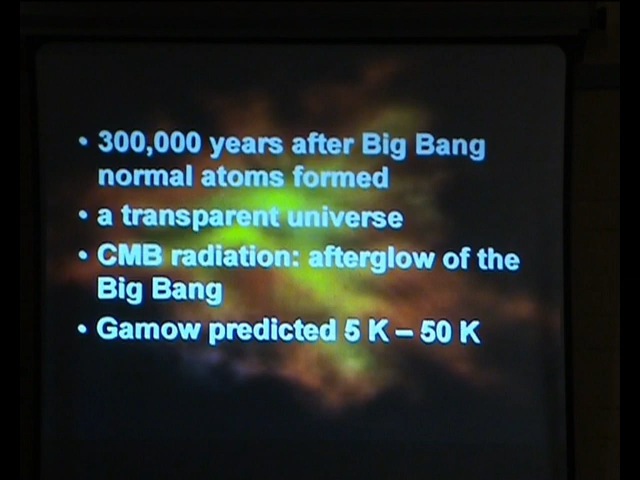 • 300,000 years after Big Bang
normal atoms formed
• a transparent universe
• CMB radiation: afterglow of the
Big Bang
• Gamow predicted 5 K – 50 K